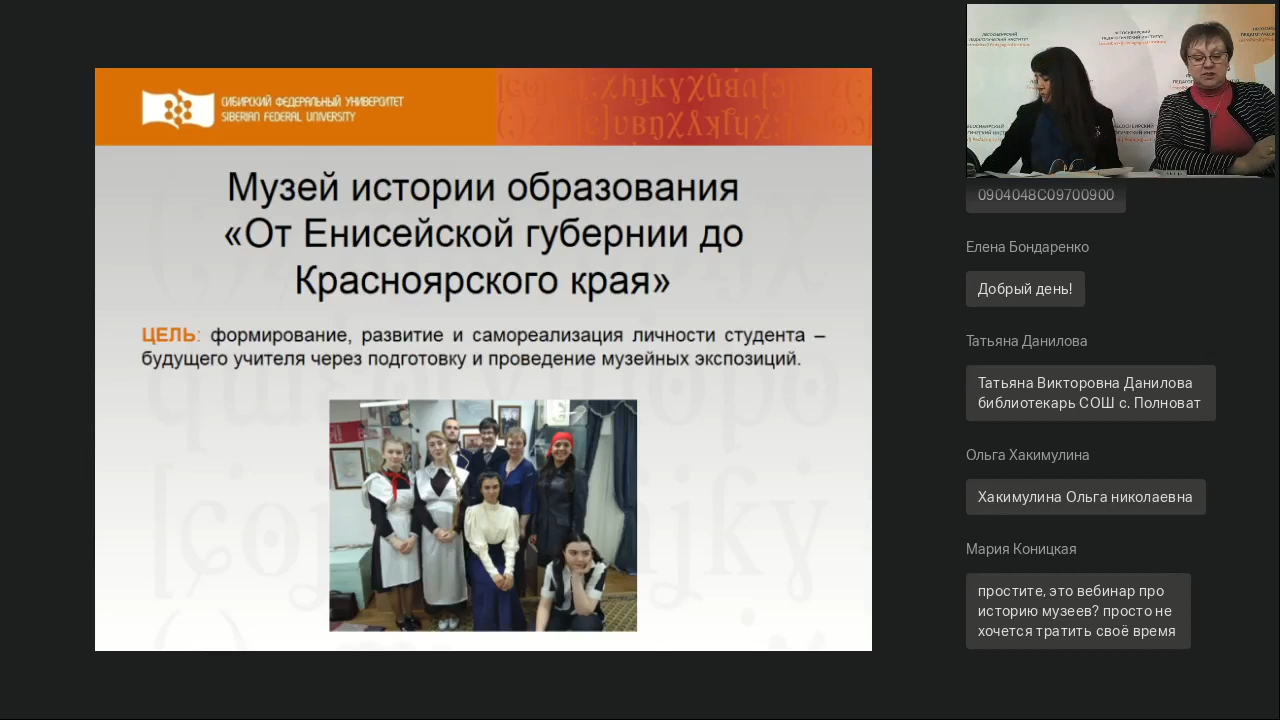 СИБИРСКИЙ ФЕДЕРАЛЬНЫЙ УНИВЕРСИТЕТ
SIBERIAN FEDERAL UNIVERSITY
Музей истории образования
«От Енисейской губернии до
Красноярского края»
ЦЕЛЬ: формирование, развитие и самореализация личности студента –
будущего учителя через подготовку и проведение музейных экспозиций.
0904048C09700900
Елена Бондаренко
Добрый день!
Татьяна Данилова
Татьяна Викторовна Данилова
библиотекарь СОШ с. Полноват
Ольга Хакимулина
Хакимулина Ольга николаевна
Мария Коницкая
простите, это вебинар про
историю музеев? просто не
хочется тратить своё время